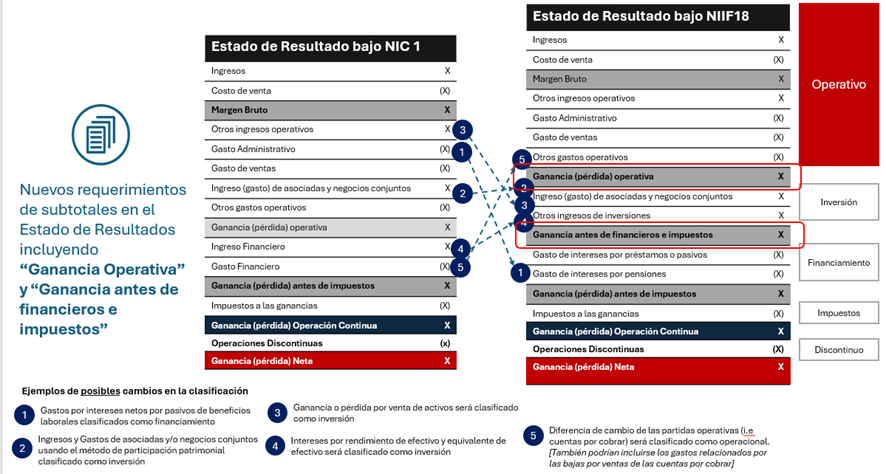 Nuevos requerimientos
de subtotales en el
Estado de Resultados
incluyendo
“Ganancia Operativa”
y “Ganancia antes de
financieros e
impuestos”
Estado de Resultado bajo NIC 1
Ingresos X
Costo de venta (X)
Margen Bruto X
Otros ingresos operativos X 3
Gasto Administrativo (X) 1
Gasto de ventas (X)
Ingreso (gasto) de asociadas y negocios conjuntos X 2
Otros gastos operativos (X)
Ganancia (pérdida) operativa X
Ingreso Financiero X 4
Gasto Financiero (X) 5
Ganancia (pérdida) antes de impuestos X
Impuestos a las ganancias (X)
Ganancia (pérdida) Operación Continua X
Operaciones Discontinuas (x)
Ganancia (pérdida) Neta X
Estado de Resultado bajo NIIF18
Ingresos X
Costo de venta (X)
Margen Bruto X
Otros ingresos operativos X
Gasto Administrativo (X)
Gasto de ventas (X)
5 Otros gastos operativos (X)
Ganancia (pérdida) operativa X
2 Ingreso (gasto) de asociadas y negocios conjuntos X
3 Otros ingresos de inversiones X
4 Ganancia antes de financieros e impuestos X
Gasto de intereses por préstamos o pasivos (X)
1 Gasto de intereses por pensiones (X)
Ganancia (pérdida) antes de impuestos X
Impuestos a las ganancias (X)
Ganancia (pérdida) Operación Continua X
Operaciones Discontinuas (X)
Ganancia (pérdida) Neta X
Operativo
Inversión
Financiamiento
Impuestos
Discontinuo
Ejemplos de posibles cambios en la clasificación
1 Gastos por intereses netos por pasivos de beneficios
laborales clasificados como financiamiento
2 Ingresos y Gastos de asociadas y/o negocios conjuntos
usando el método de participación patrimonial
clasificado como inversión
3 Ganancia o pérdida por venta de activos será clasificado
como inversión
4 Intereses por rendimiento de efectivo y equivalente de
efectivo será clasificado como inversión
5 Diferencia de cambio de las partidas operativas (i.e
cuentas por cobrar) será clasificado como operacional.
[También podrían incluirse los gastos relacionados por
las bajas por ventas de las cuentas por cobrar]